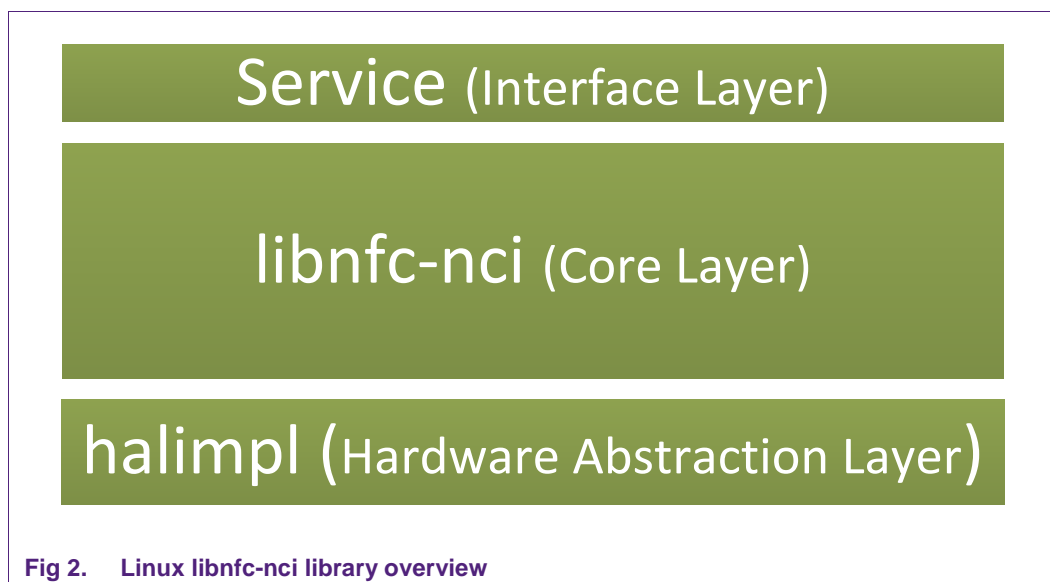 Service (Interface Layer)
libnfc-nci (Core Layer)
halimpl (Hardware Abstraction Layer)
Fig 2. Linux libnfc-nci library overview